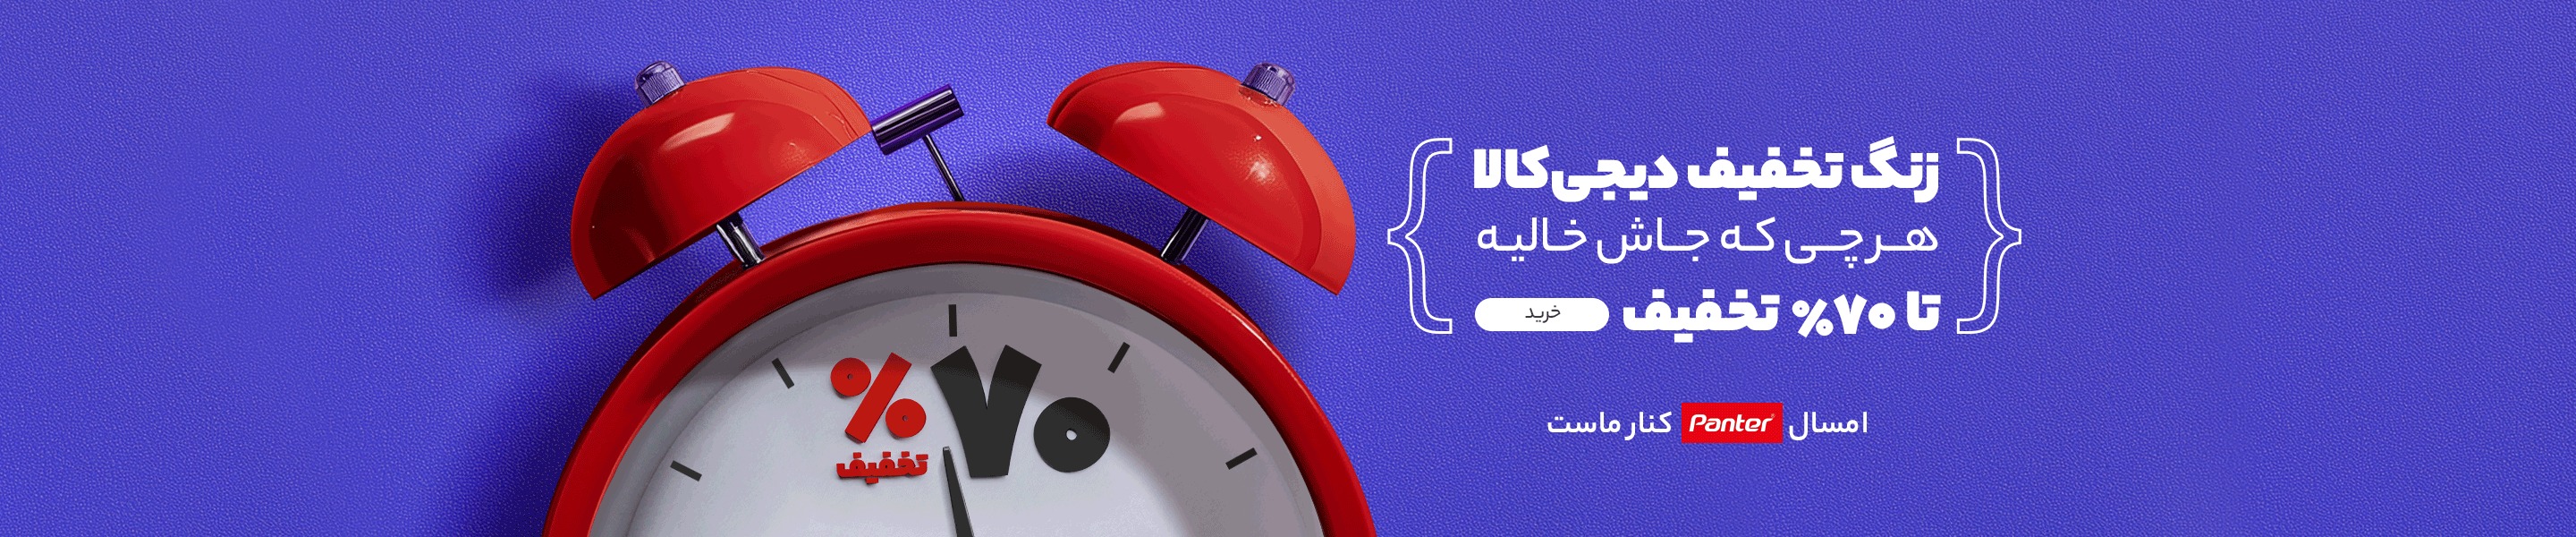 زنگ تخفیف دیجی‌کالا
هرچی که جاش خالیه
تا ۷۰% تخفیف
خرید
امسال Panter کنار ماست
۷۰%
تخفیف